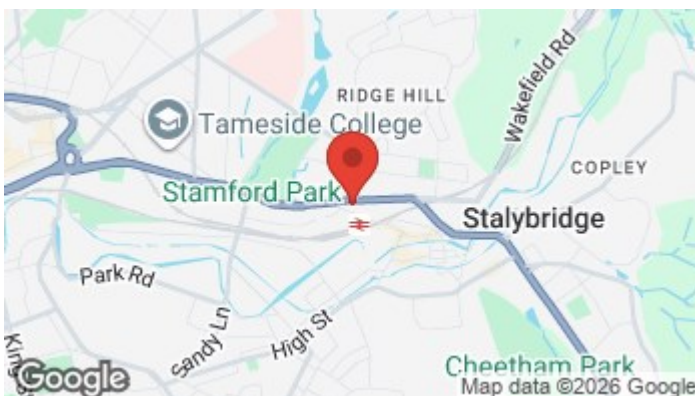 RIDGE HILL
Wakefield Rd
Tameside College
COPLEY
Stamford Park
Stalybridge
Park Rd
Sandy Ln
High St
Cheetham Park
Google
Map data ©2026 Google